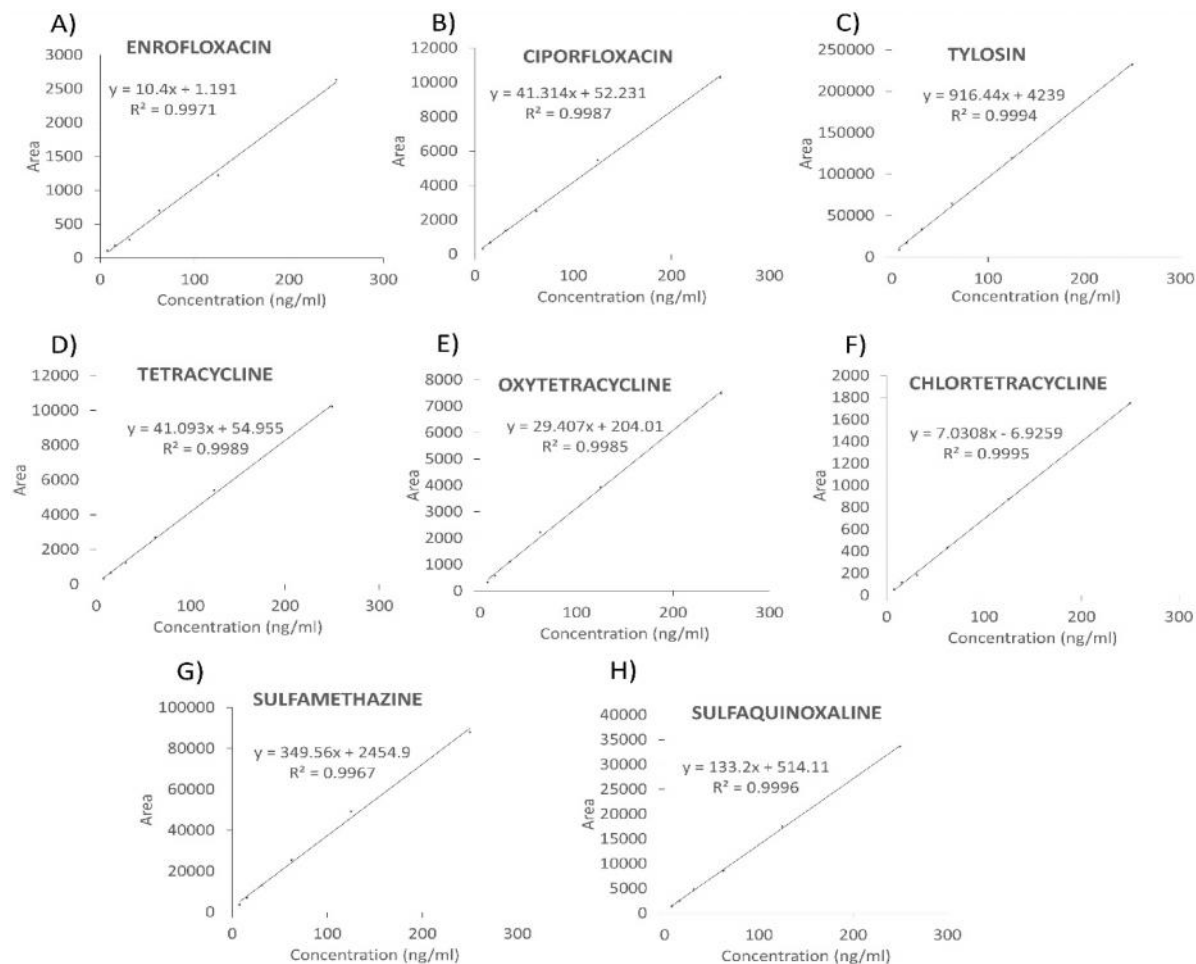 A)
ENROFLOXACIN
y = 10.4x + 1.191
R² = 0.9971
3000
2500
2000
1500
1000
500
0
Area
0 100 200 300
Concentration (ng/ml)
B)
CIPORFLOXACIN
y = 41.314x + 52.231
R² = 0.9987
12000
10000
8000
6000
4000
2000
0
Area
0 100 200 300
Concentration (ng/ml)
C)
TYLOSIN
y = 916.44x + 4239
R² = 0.9994
250000
200000
150000
100000
50000
0
Area
0 100 200 300
Concentration (ng/ml)
D)
TETRACYCLINE
y = 41.093x + 54.955
R² = 0.9989
12000
10000
8000
6000
4000
2000
0
Area
0 100 200 300
Concentration (ng/ml)
E)
OXYTETRACYCLINE
y = 29.407x + 204.01
R² = 0.9985
8000
7000
6000
5000
4000
3000
2000
1000
0
Area
0 100 200 300
Concentration (ng/ml)
F)
CHLORTETRACYCLINE
y = 7.0308x - 6.9259
R² = 0.9995
2000
1800
1600
1400
1200
1000
800
600
400
200
0
Area
0 100 200 300
Concentration (ng/ml)
G)
SULFAMETHAZINE
y = 349.56x + 2454.9
R² = 0.9967
100000
80000
60000
40000
20000
0
Area
0 100 200 300
Concentration (ng/ml)
H)
SULFAQUINOXALINE
y = 133.2x + 514.11
R² = 0.9996
40000
35000
30000
25000
20000
15000
10000
5000
0
Area
0 100 200 300
Concentration (ng/ml)